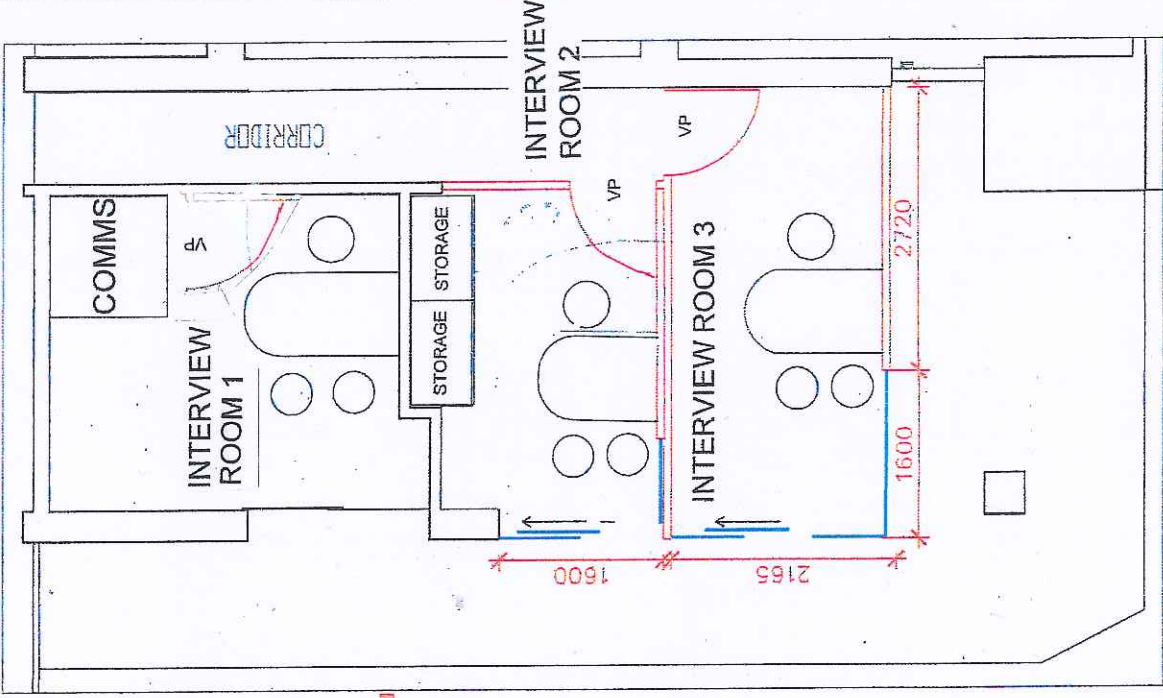 INTERVIEW
ROOM 2
CORRIDOR
COMMS
VP
VP
VP
STORAGE
STORAGE
INTERVIEW
ROOM 1
INTERVIEW ROOM 3
2720
1600
1600
2165